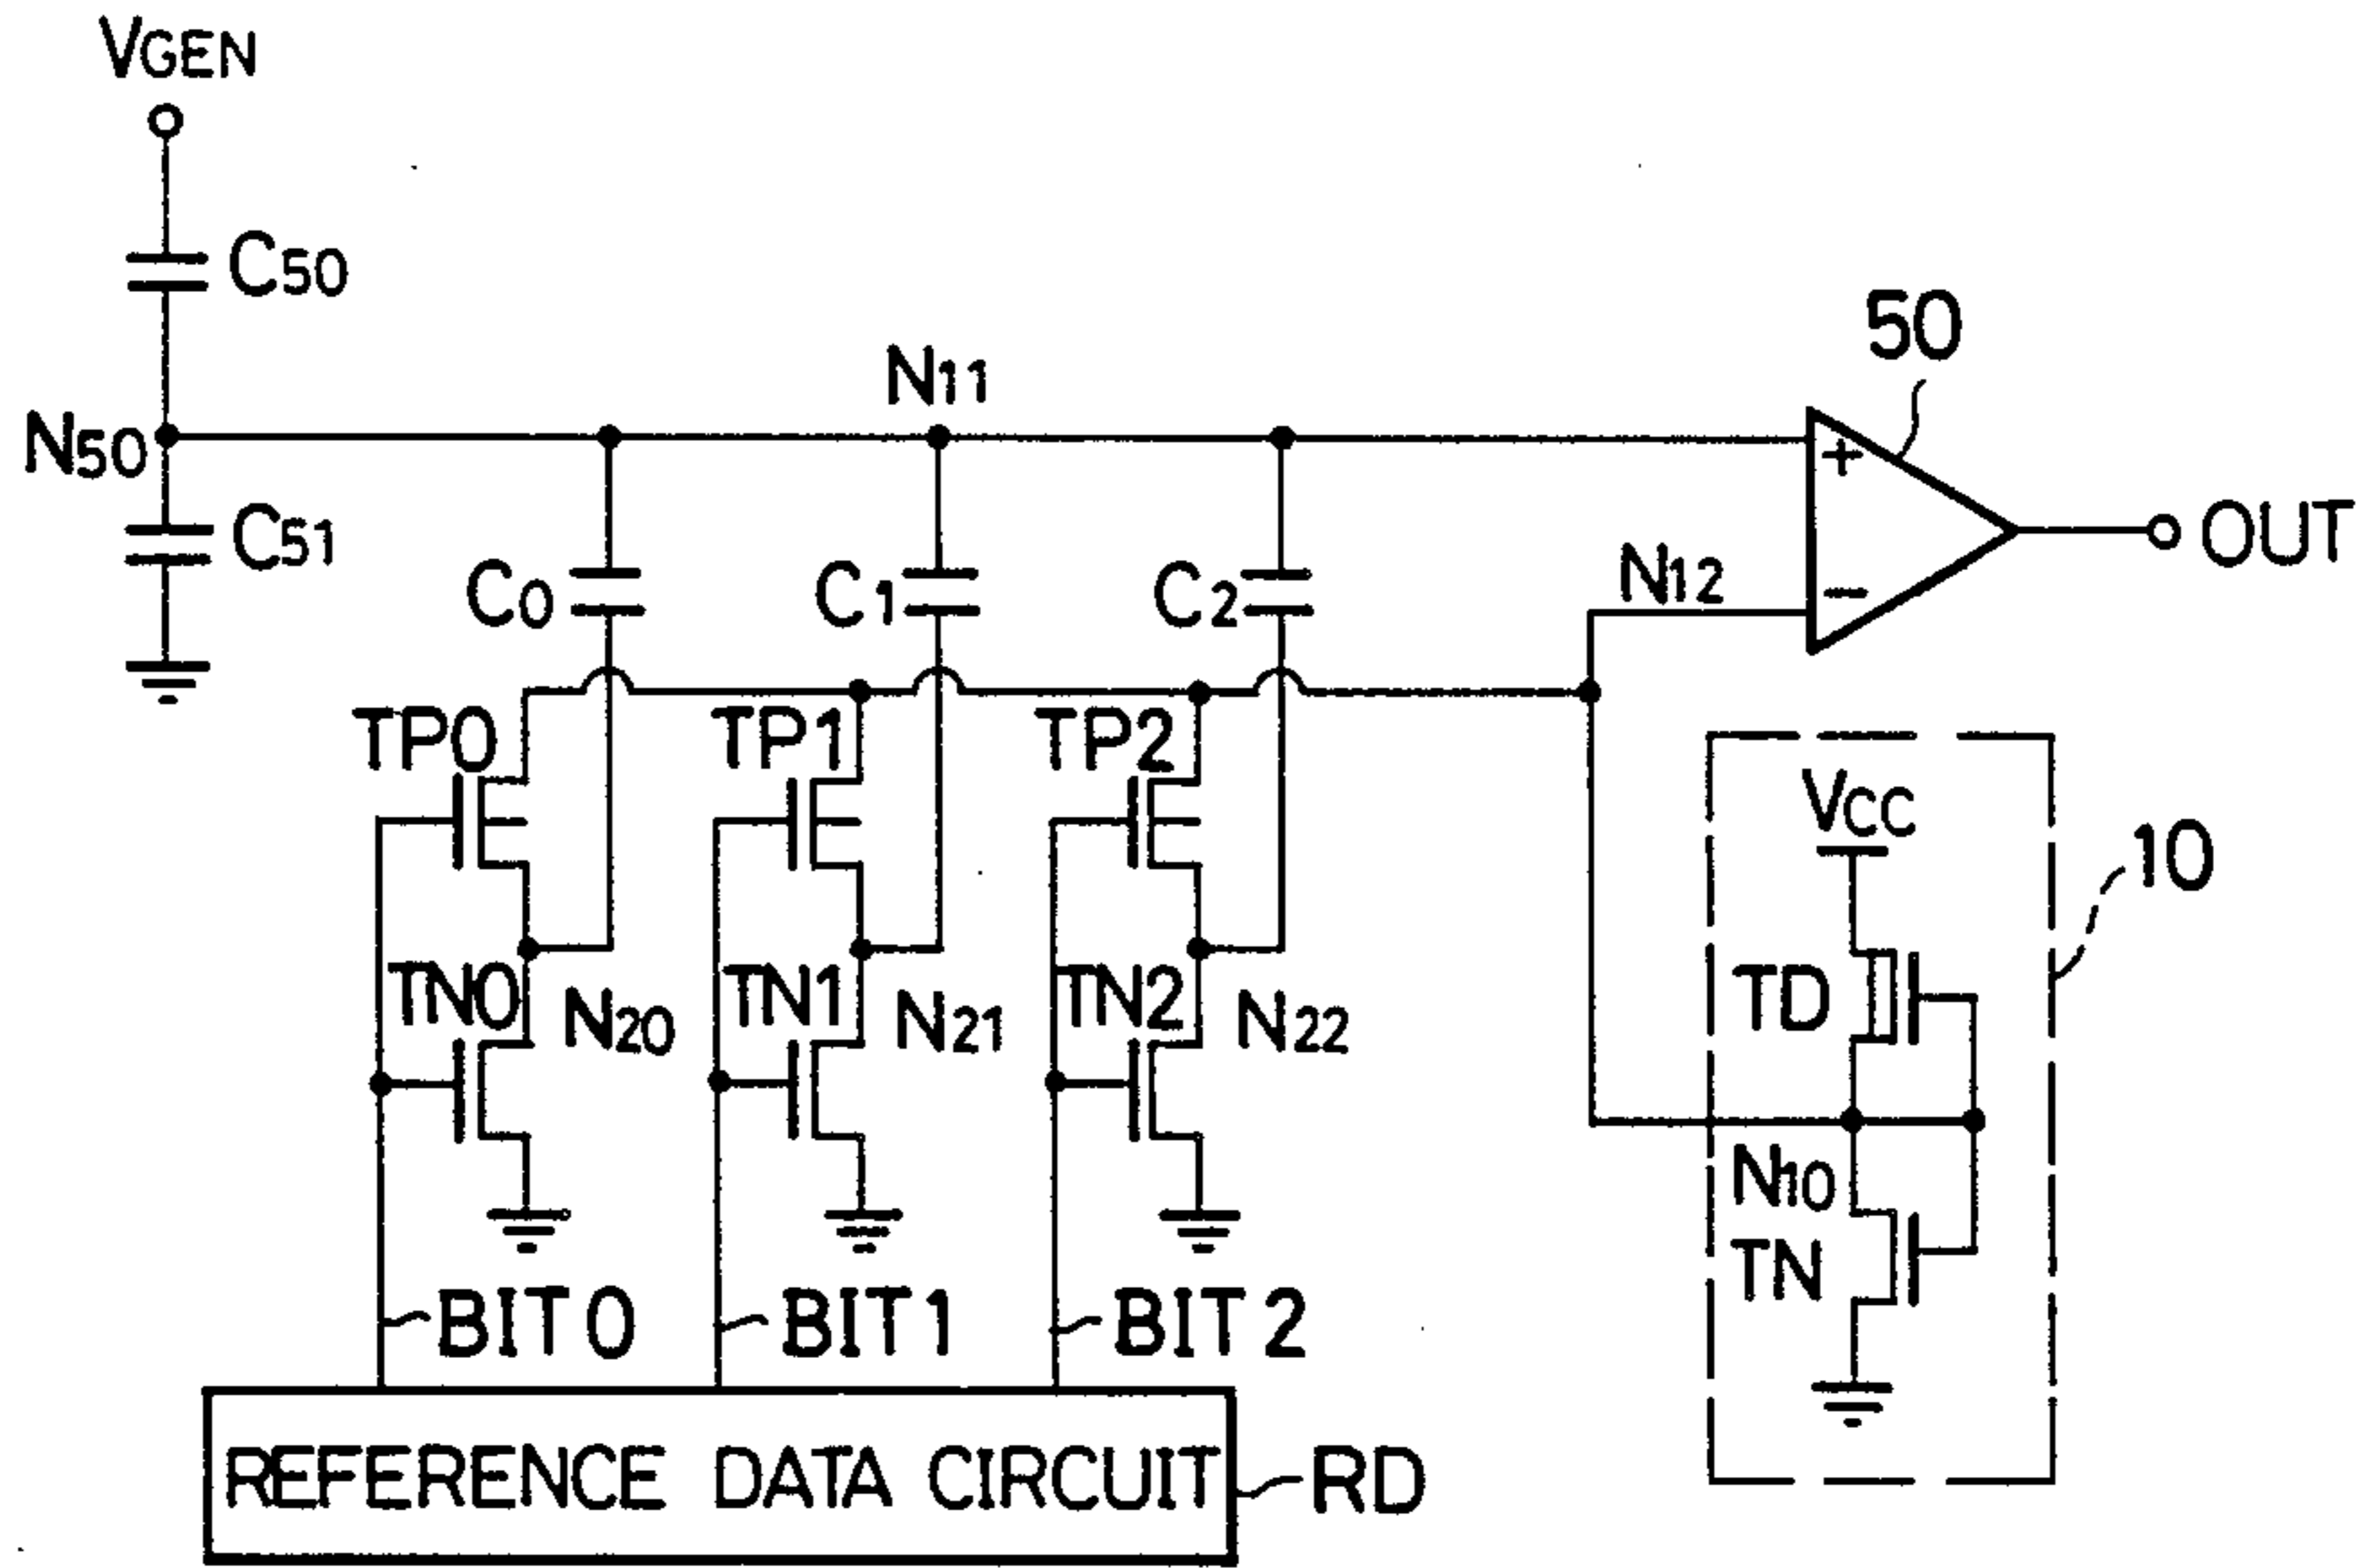 VGEN
C50
50
N11
N50
+
C51
OUT
C0
C1
C2
N12
−
TP0
TP1
TP2
VCC
10
TN0
N20
TN1
N21
TN2
N22
TD
N10
TN
BIT0
BIT1
BIT2
REFERENCE DATA CIRCUIT
RD